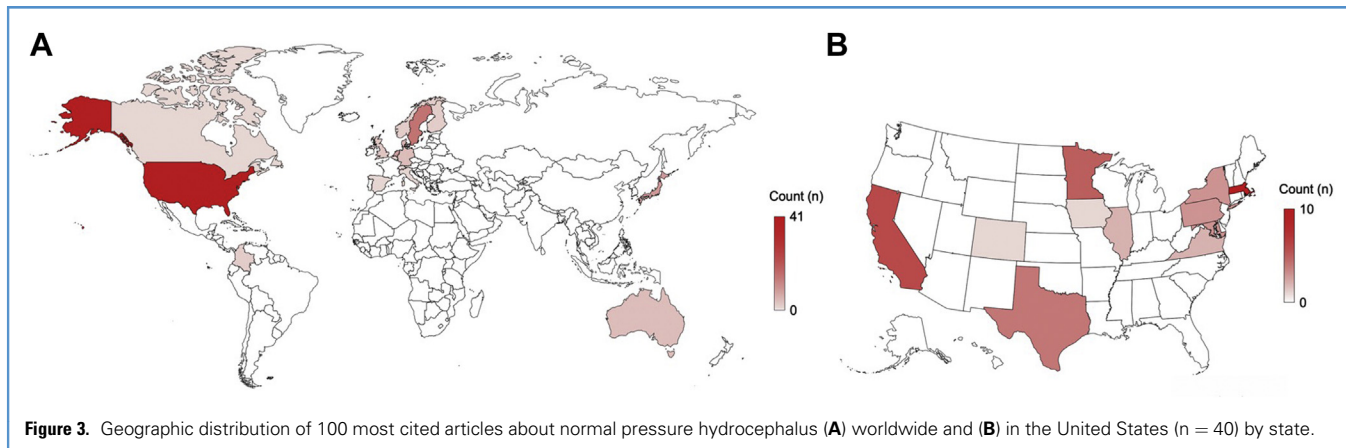 A
B
Count (n)
41
0
Count (n)
10
0
Figure 3. Geographic distribution of 100 most cited articles about normal pressure hydrocephalus (A) worldwide and (B) in the United States (n = 40) by state.